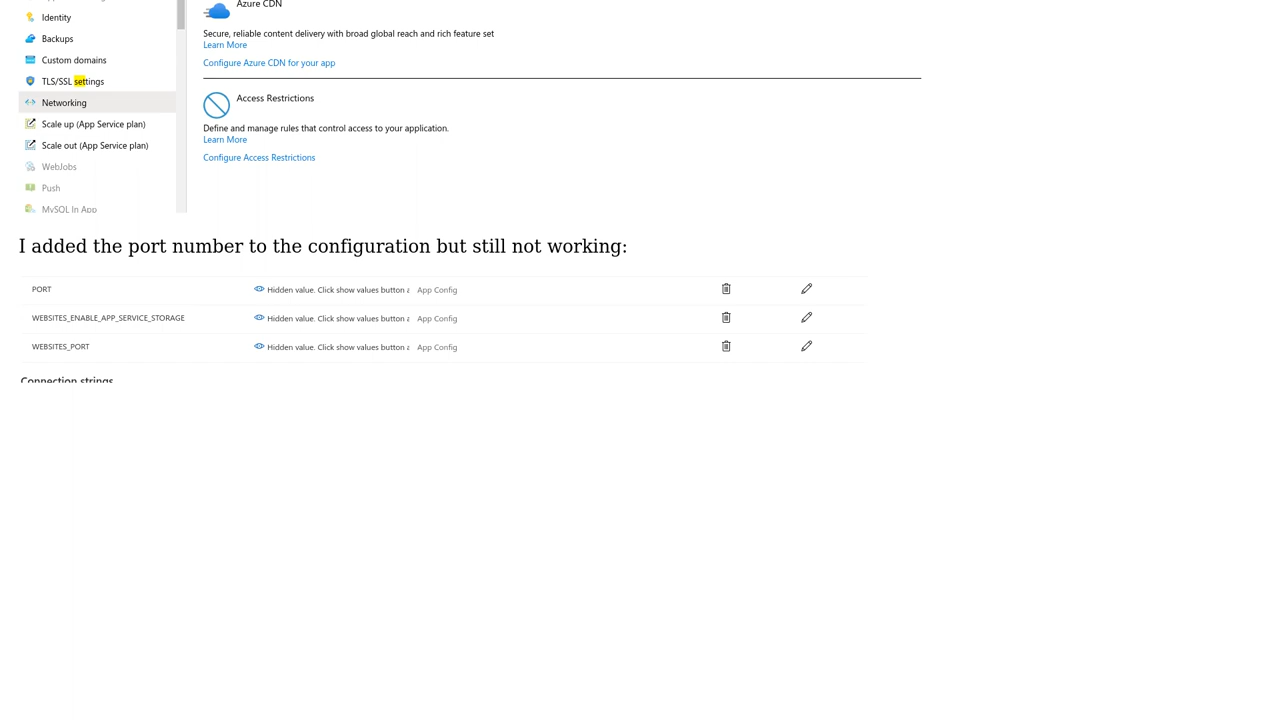 Azure CDN
Identity
Secure, reliable content delivery with broad global reach and rich feature set
Backups
Learn More
Custom domains
Configure Azure CDN for your app
TLS/SSL settings
Networking
Access Restrictions
Scale up (App Service plan)
Define and manage rules that control access to your application.
Learn More
Scale out (App Service plan)
Configure Access Restrictions
WebJobs
Push
MySQL In App
I added the port number to the configuration but still not working:
PORT Hidden value. Click show values button a App Config
WEBSITES_ENABLE_APP_SERVICE_STORAGE Hidden value. Click show values button a App Config
WEBSITES_PORT Hidden value. Click show values button a App Config
Connection strings